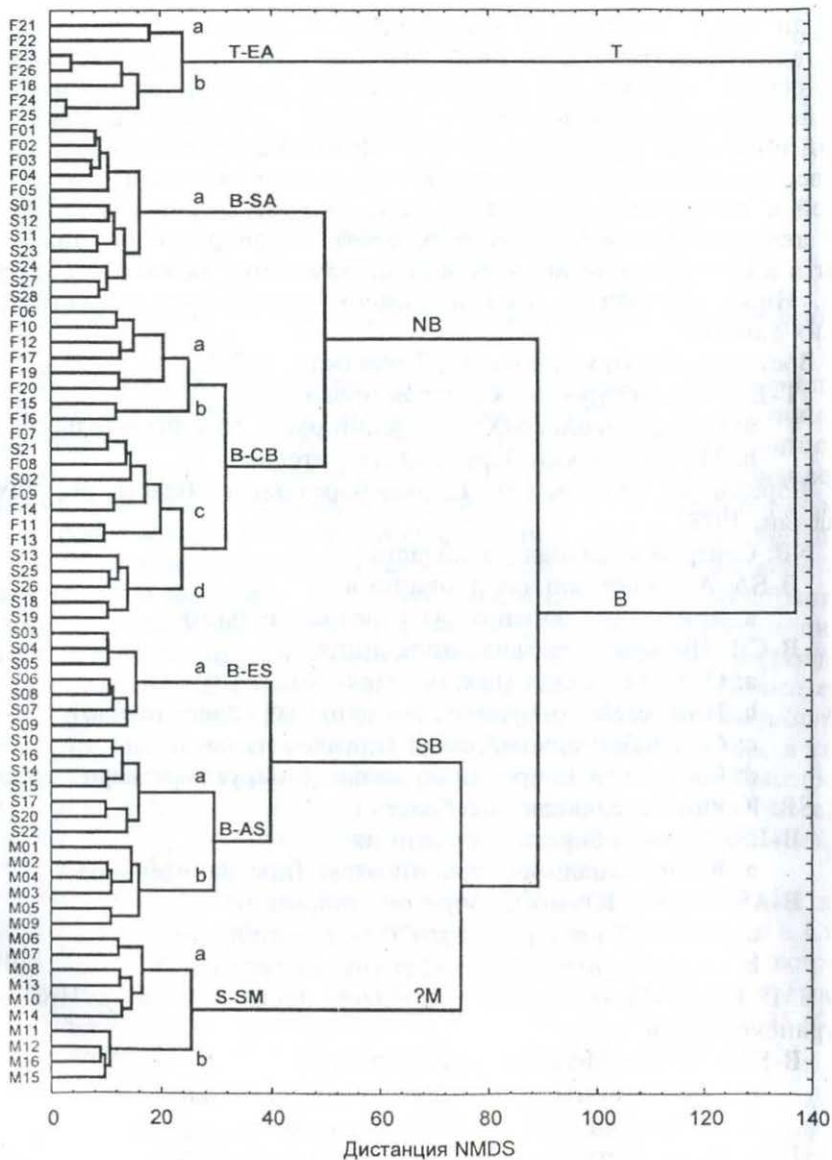 F21
F22
F23
F26
F18
F24
F25
F01
F02
F03
F04
F05
S01
S12
S11
S23
S24
S27
S28
F06
F10
F12
F17
F19
F20
F15
F16
F07
S21
F08
S02
F09
F14
F11
F13
S13
S25
S26
S18
S19
S03
S04
S05
S06
S08
S07
S09
S10
S16
S14
S15
S17
S20
S22
M01
M02
M04
M03
M05
M09
M06
M07
M08
M13
M10
M14
M11
M12
M16
M15
a
T-EA
T
b
a
B-SA
NB
a
b
B-CB
c
d
B
a
B-ES
SB
a
B-AS
b
a
S-SM
?M
b
0 20 40 60 80 100 120 140
Дистанция NMDS